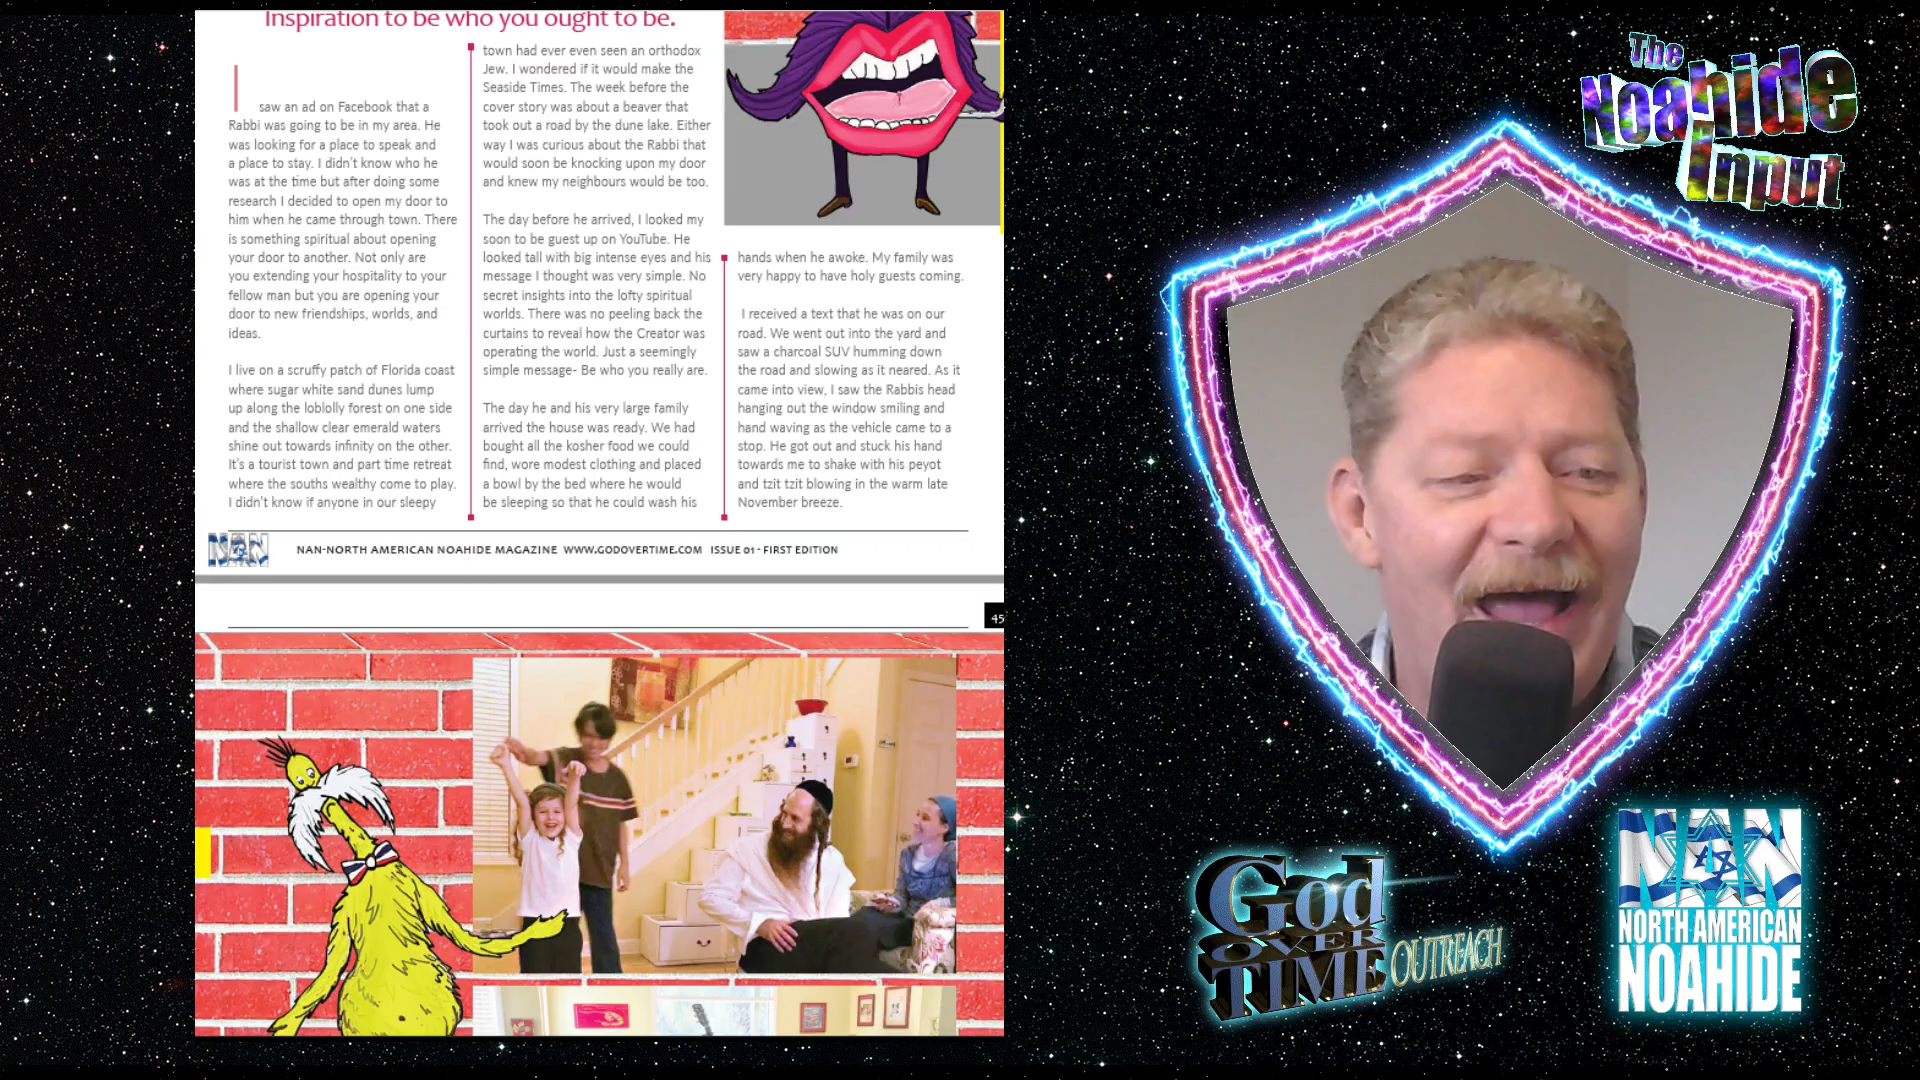 Inspiration to be who you ought to be.
I
saw an ad on Facebook that a
Rabbi was going to be in my area. He
was looking for a place to speak and
a place to stay. I didn't know who he
was at the time but after doing some
research I decided to open my door to
him when he came through town. There
is something spiritual about opening
your door to another. Not only are
you extending your hospitality to your
fellow man but you are opening your
door to new friendships, worlds, and
ideas.
I live on a scruffy patch of Florida coast
where sugar white sand dunes lump
up along the loblolly forest on one side
and the shallow clear emerald waters
shine out towards infinity on the other.
It's a tourist town and part time retreat
where the souths wealthy come to play.
I didn't know if anyone in our sleepy
town had ever even seen an orthodox
Jew. I wondered if it would make the
Seaside Times. The week before the
cover story was about a beaver that
took out a road by the dune lake. Either
way I was curious about the Rabbi that
would soon be knocking upon my door
and knew my neighbours would be too.
The day before he arrived, I looked my
soon to be guest up on YouTube. He
looked tall with big intense eyes and his
message I thought was very simple. No
secret insights into the lofty spiritual
worlds. There was no peeling back the
curtains to reveal how the Creator was
operating the world. Just a seemingly
simple message- Be who you really are.
The day he and his very large family
arrived the house was ready. We had
bought all the kosher food we could
find, wore modest clothing and placed
a bowl by the bed where he would
be sleeping so that he could wash his
hands when he awoke. My family was
very happy to have holy guests coming.
I received a text that he was on our
road. We went out into the yard and
saw a charcoal SUV humming down
the road and slowing as it neared. As it
came into view, I saw the Rabbis head
hanging out the window smiling and
hand waving as the vehicle came to a
stop. He got out and stuck his hand
towards me to shake with his peyot
and tzit tzit blowing in the warm late
November breeze.
NAN
NAN-NORTH AMERICAN NOAHIDE MAGAZINE WWW.GODOVERTIME.COM ISSUE 01 - FIRST EDITION
45
The
Noahide
Input
God
OVER
TIME OUTREACH
NAN
NORTH AMERICAN
NOAHIDE